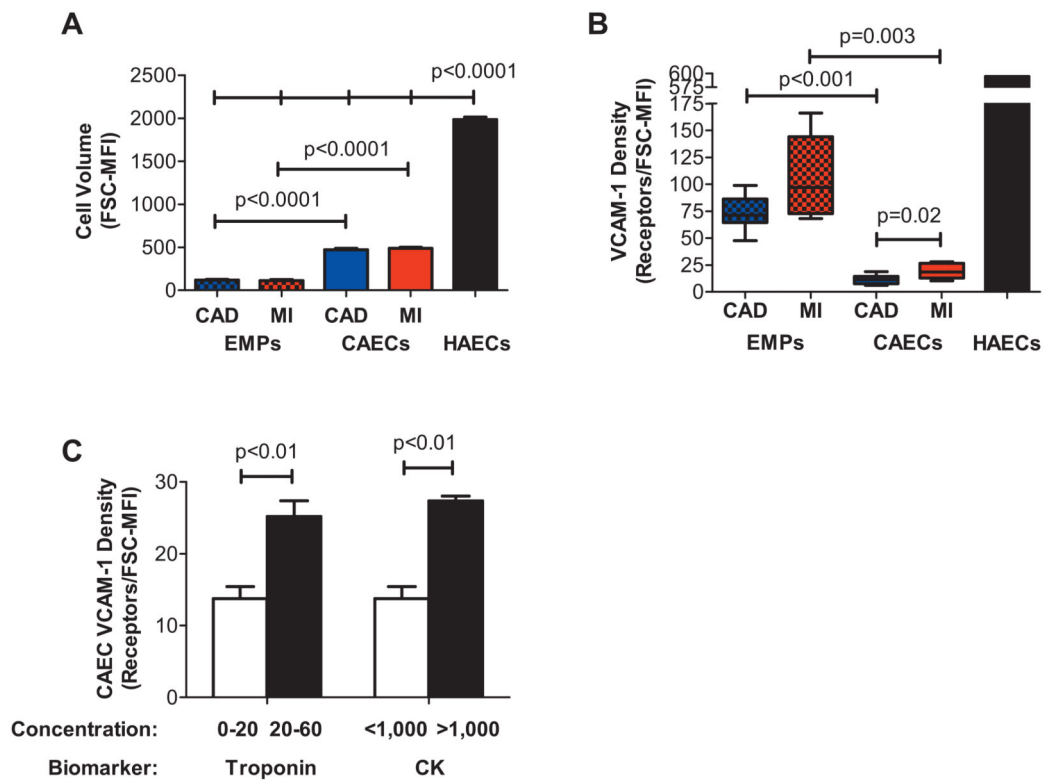 A
Cell Volume
(FSC-MFI)
2500
2000
1500
1000
500
0
p<0.0001
p<0.0001
p<0.0001
CAD MI CAD MI
EMPs CAECs HAECs
B
VCAM-1 Density
(Receptors/FSC-MFI)
600
575
175
150
125
100
75
50
25
0
p=0.003
p<0.001
p=0.02
CAD MI CAD MI
EMPs CAECs HAECs
C
CAEC VCAM-1 Density
(Receptors/FSC-MFI)
30
20
10
0
p<0.01 p<0.01
Concentration: 0-20 20-60 <1,000 >1,000
Biomarker: Troponin CK